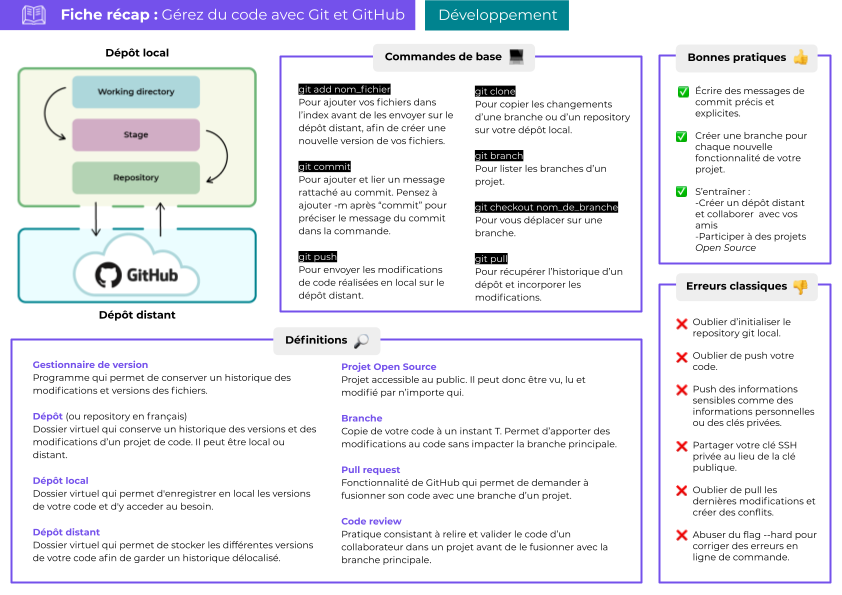 Fiche récap : Gérez du code avec Git et GitHub
Développement
Dépôt local
Working directory
Stage
Repository
GitHub
Dépôt distant
Commandes de base
git add nom_fichier
Pour ajouter vos fichiers dans
l'index avant de les envoyer sur le
dépôt distant, afin de créer une
nouvelle version de vos fichiers.
git commit
Pour ajouter et lier un message
rattaché au commit. Pensez à
ajouter -m après "commit" pour
préciser le message du commit
dans la commande.
git push
Pour envoyer les modifications
de code réalisées en local sur le
dépôt distant.
git clone
Pour copier les changements
d'une branche ou d'un repository
sur votre dépôt local.
git branch
Pour lister les branches d'un
projet.
git checkout nom_de_branche
Pour vous déplacer sur une
branche.
git pull
Pour récupérer l'historique d'un
dépôt et incorporer les
modifications.
Bonnes pratiques
Écrire des messages de
commit précis et
explicites.
Créer une branche pour
chaque nouvelle
fonctionnalité de votre
projet.
S'entraîner :
-Créer un dépôt distant
et collaborer avec vos
amis
-Participer à des projets
Open Source
Erreurs classiques
Oublier d'initialiser le
repository git local.
Oublier de push votre
code.
Push des informations
sensibles comme des
informations personnelles
ou des clés privées.
Partager votre clé SSH
privée au lieu de la clé
publique.
Oublier de pull les
dernières modifications et
créer des conflits.
Abuser du flag --hard pour
corriger des erreurs en
ligne de commande.
Définitions
Gestionnaire de version
Programme qui permet de conserver un historique des
modifications et versions des fichiers.
Dépôt (ou repository en français)
Dossier virtuel qui conserve un historique des versions et des
modifications d'un projet de code. Il peut être local ou
distant.
Dépôt local
Dossier virtuel qui permet d'enregistrer en local les versions
de votre code et d'y acceder au besoin.
Dépôt distant
Dossier virtuel qui permet de stocker les différentes versions
de votre code afin de garder un historique délocalisé.
Projet Open Source
Projet accessible au public. Il peut donc être vu, lu et
modifié par n'importe qui.
Branche
Copie de votre code à un instant T. Permet d'apporter des
modifications au code sans impacter la branche principale.
Pull request
Fonctionnalité de GitHub qui permet de demander à
fusionner son code avec une branche d'un projet.
Code review
Pratique consistant à relire et valider le code d'un
collaborateur dans un projet avant de le fusionner avec la
branche principale.